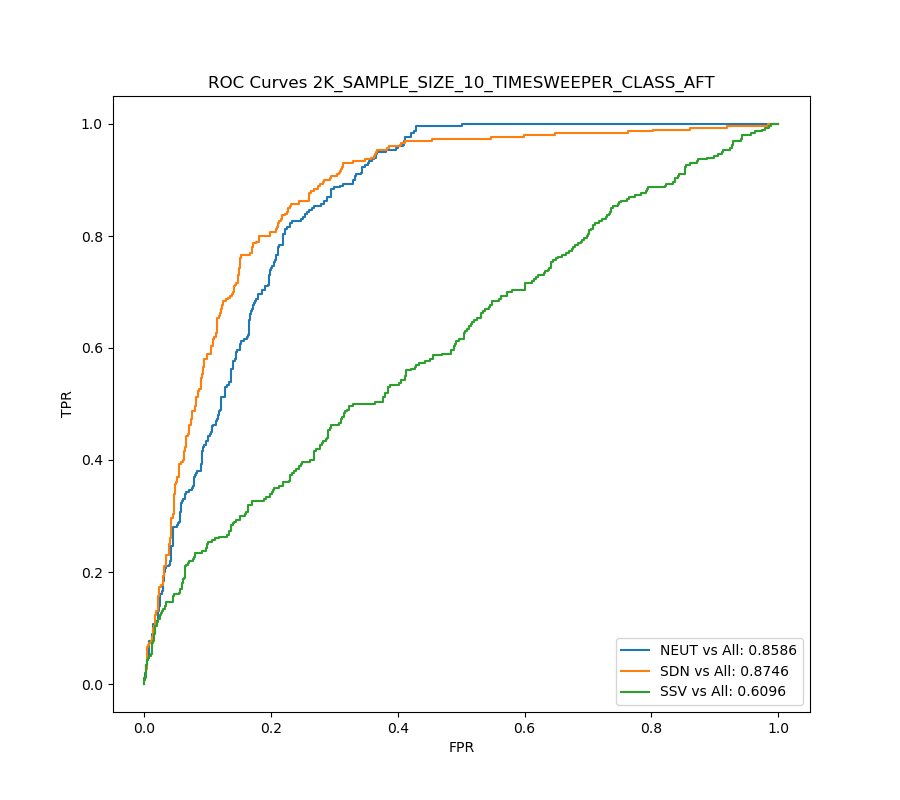 ROC Curves 2K_SAMPLE_SIZE_10_TIMESWEEPER_CLASS_AFT
1.0
0.8
0.6
0.4
0.2
0.0
TPR
NEUT vs All: 0.8586
SDN vs All: 0.8746
SSV vs All: 0.6096
0.0 0.2 0.4 0.6 0.8 1.0
FPR